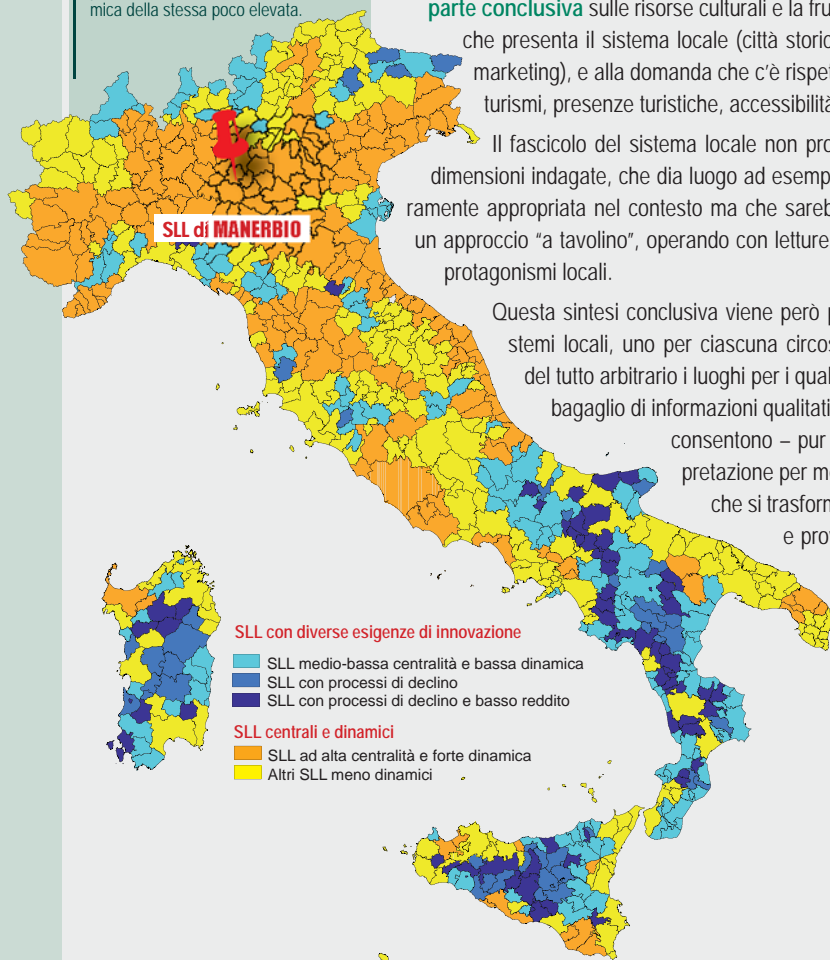 mica della stessa poco elevata.
parte conclusiva sulle risorse culturali e la fru
che presenta il sistema locale (città storic
marketing), e alla domanda che c'è rispet
turismi, presenze turistiche, accessibilità
Il fascicolo del sistema locale non pro
dimensioni indagate, che dia luogo ad esemp
ramente appropriata nel contesto ma che sareb
un approccio “a tavolino”, operando con letture
protagonismi locali.
Questa sintesi conclusiva viene però p
stemi locali, uno per ciascuna circos
del tutto arbitrario i luoghi per i qual
bagaglio di informazioni qualitati
consentono – pur
pretazione per me
che si trasforn
e prov
SLL di MANERBIO
SLL con diverse esigenze di innovazione
SLL medio-bassa centralità e bassa dinamica
SLL con processi di declino
SLL con processi di declino e basso reddito
SLL centrali e dinamici
SLL ad alta centralità e forte dinamica
Altri SLL meno dinamici